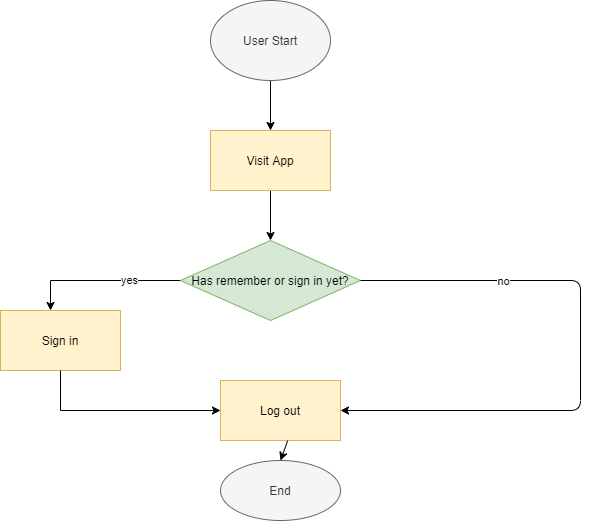 User Start
Visit App
Has remember or sign in yet?
yes
no
Sign in
Log out
End